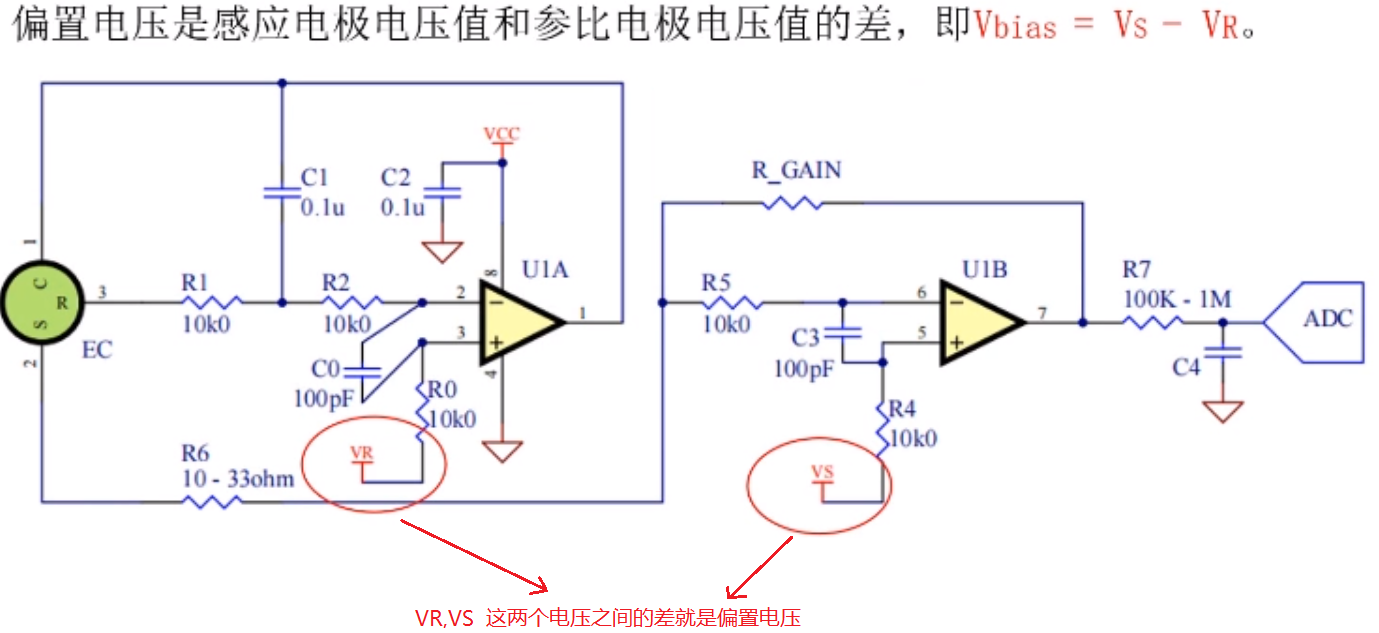 偏置电压是感应电极电压值和参比电极电压值的差，即Vbias = VS - VR。
VCC
R_GAIN
C1
0.1u
C2
0.1u
1
C
R
S
3
EC
2
R1
10k0
R2
10k0
2
3
8
U1A
1
4
C0
100pF
R0
10k0
VR
R6
10 - 33ohm
R5
10k0
C3
100pF
6
5
U1B
7
R4
10k0
VS
R7
100K - 1M
C4
ADC
VR,VS 这两个电压之间的差就是偏置电压